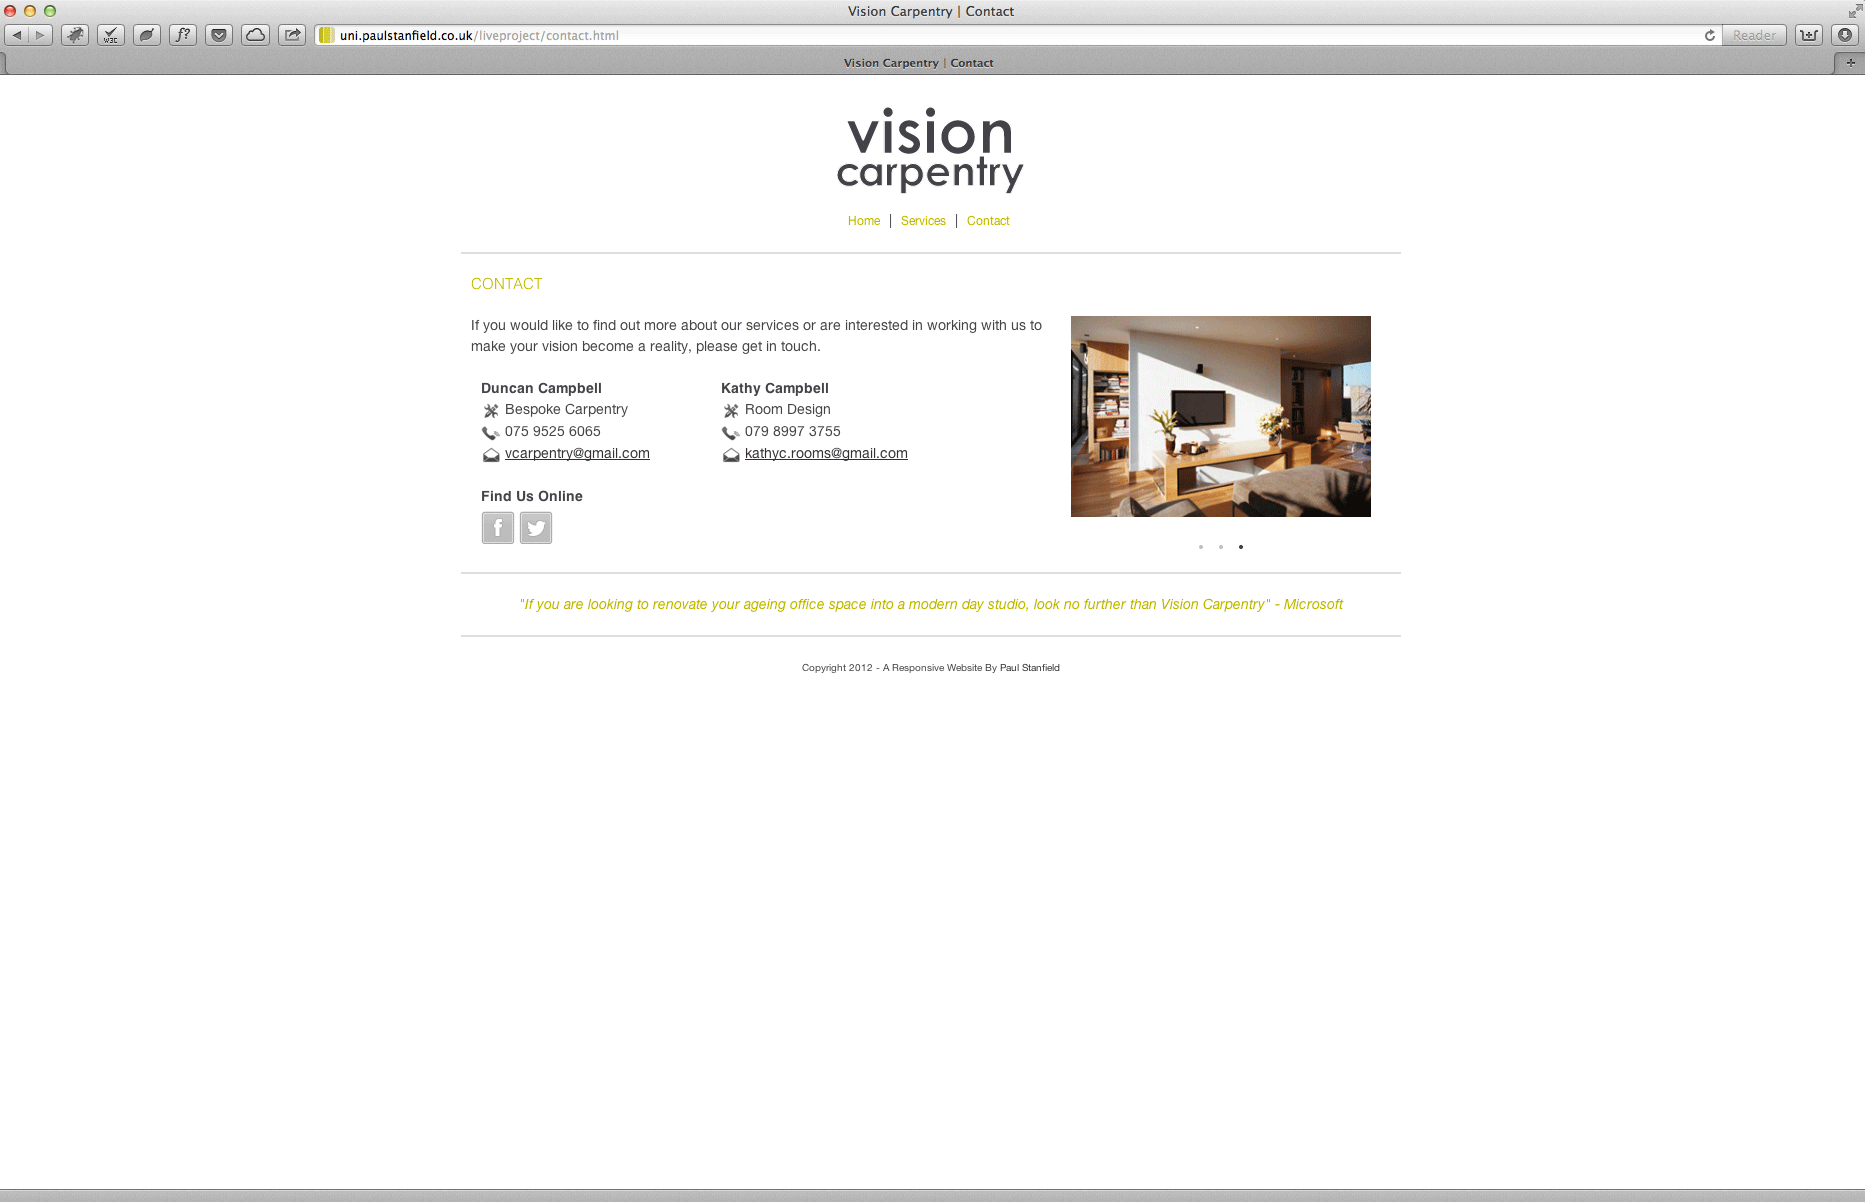 Vision Carpentry | Contact
W3C
f?
uni.paulstanfield.co.uk/liveproject/contact.html
Reader
Vision Carpentry | Contact
vision
carpentry
Home | Services | Contact
CONTACT
If you would like to find out more about our services or are interested in working with us to
make your vision become a reality, please get in touch.
Duncan Campbell
Bespoke Carpentry
075 9525 6065
vcarpentry@gmail.com
Kathy Campbell
Room Design
079 8997 3755
kathyc.rooms@gmail.com
Find Us Online
f
"If you are looking to renovate your ageing office space into a modern day studio, look no further than Vision Carpentry" - Microsoft
Copyright 2012 - A Responsive Website By Paul Stanfield